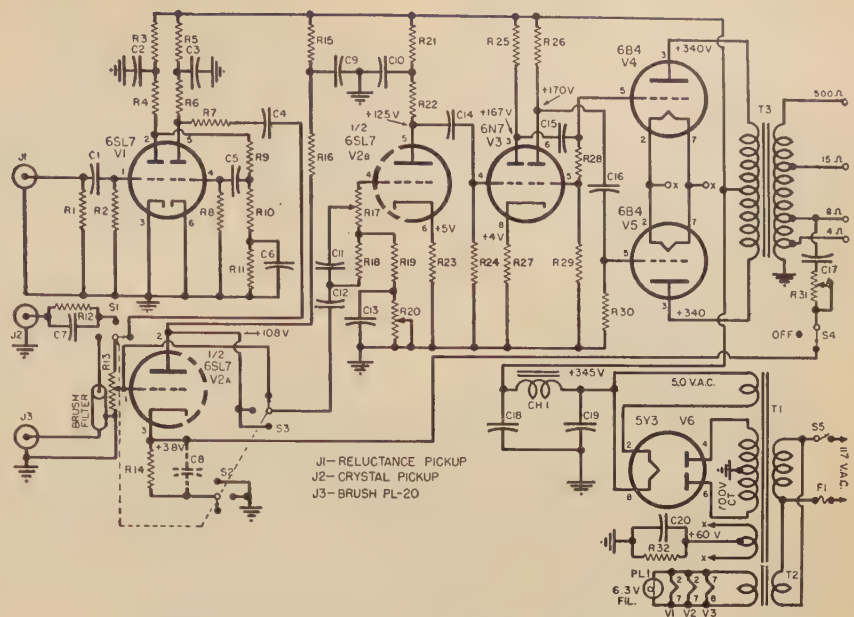 R3
R5
C2
C3
R4
R6
R7
C4
R15
C9
C10
R21
R22
+125V
C14
R25
R26
+170V
+167V
6N7
V3
C15
6B4
V4
+340V
T3
500Ω
15Ω
8Ω
4Ω
6SL7
V1
J1
C1
R1
R2
R8
C5
R9
R10
R11
C6
R16
1/2
6SL7
V2B
R17
R18
R19
R20
C11
C12
C13
+5V
R23
R24
+4V
R27
R28
R29
C16
R30
6B4
V5
+340
x
x
C17
R31
S4
OFF
J2
R12
C7
S1
R13
BRUSH
FILTER
J3
+108V
1/2
6SL7
V2A
+3.8V
R14
C8
S2
S3
J1—RELUCTANCE PICKUP
J2—CRYSTAL PICKUP
J3—BRUSH PL-20
+345V
CH1
C18
C19
5.0 V.A.C.
5Y3 V6
700V
CT
T1
S5
117 V.A.C.
F1
C20
+60 V
R32
x
x
PL1
6.3 V
FIL.
V1 V2 V3
T2